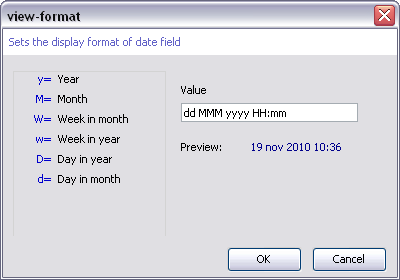 view-format
Sets the display format of date field
y= Year
M= Month
W= Week in month
w= Week in year
D= Day in year
d= Day in month
Value
dd MMM yyyy HH:mm
Preview: 19 nov 2010 10:36
OK Cancel